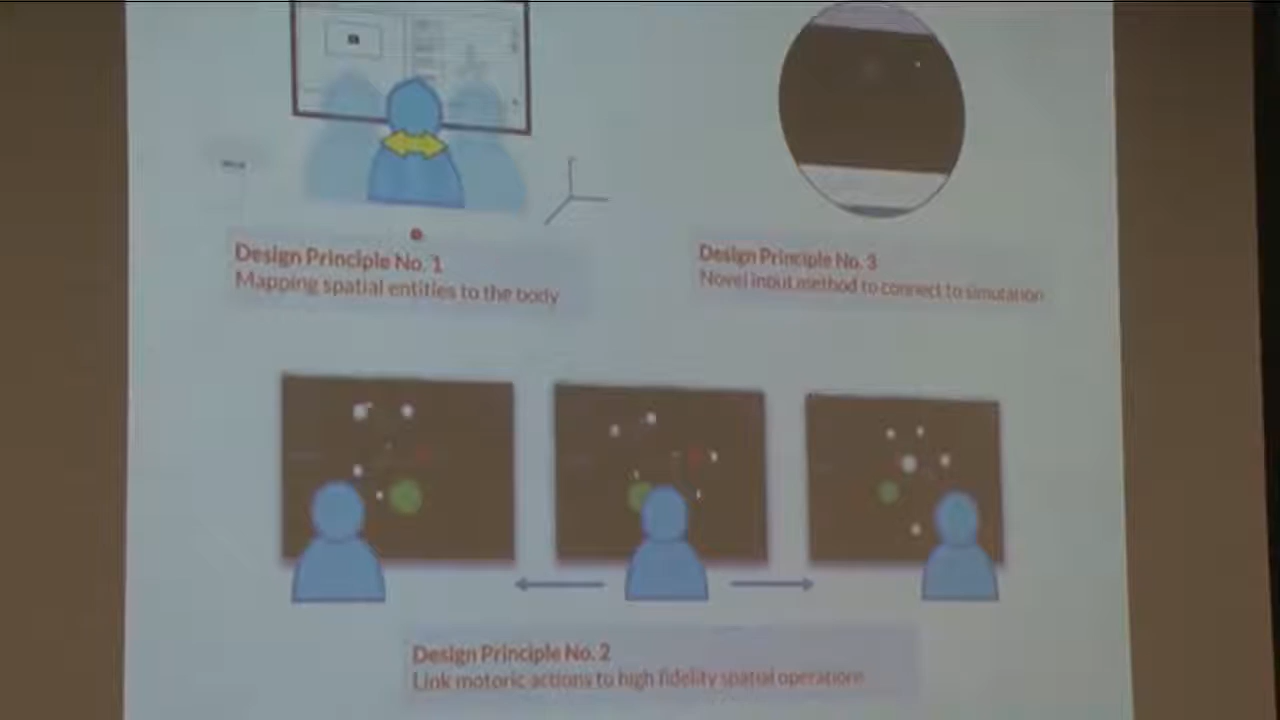 Design Principle No. 1
Mapping spatial entities to the body
Design Principle No. 3
Novel input method to connect to simulation
Design Principle No. 2
Link motoric actions to high fidelity spatial operations